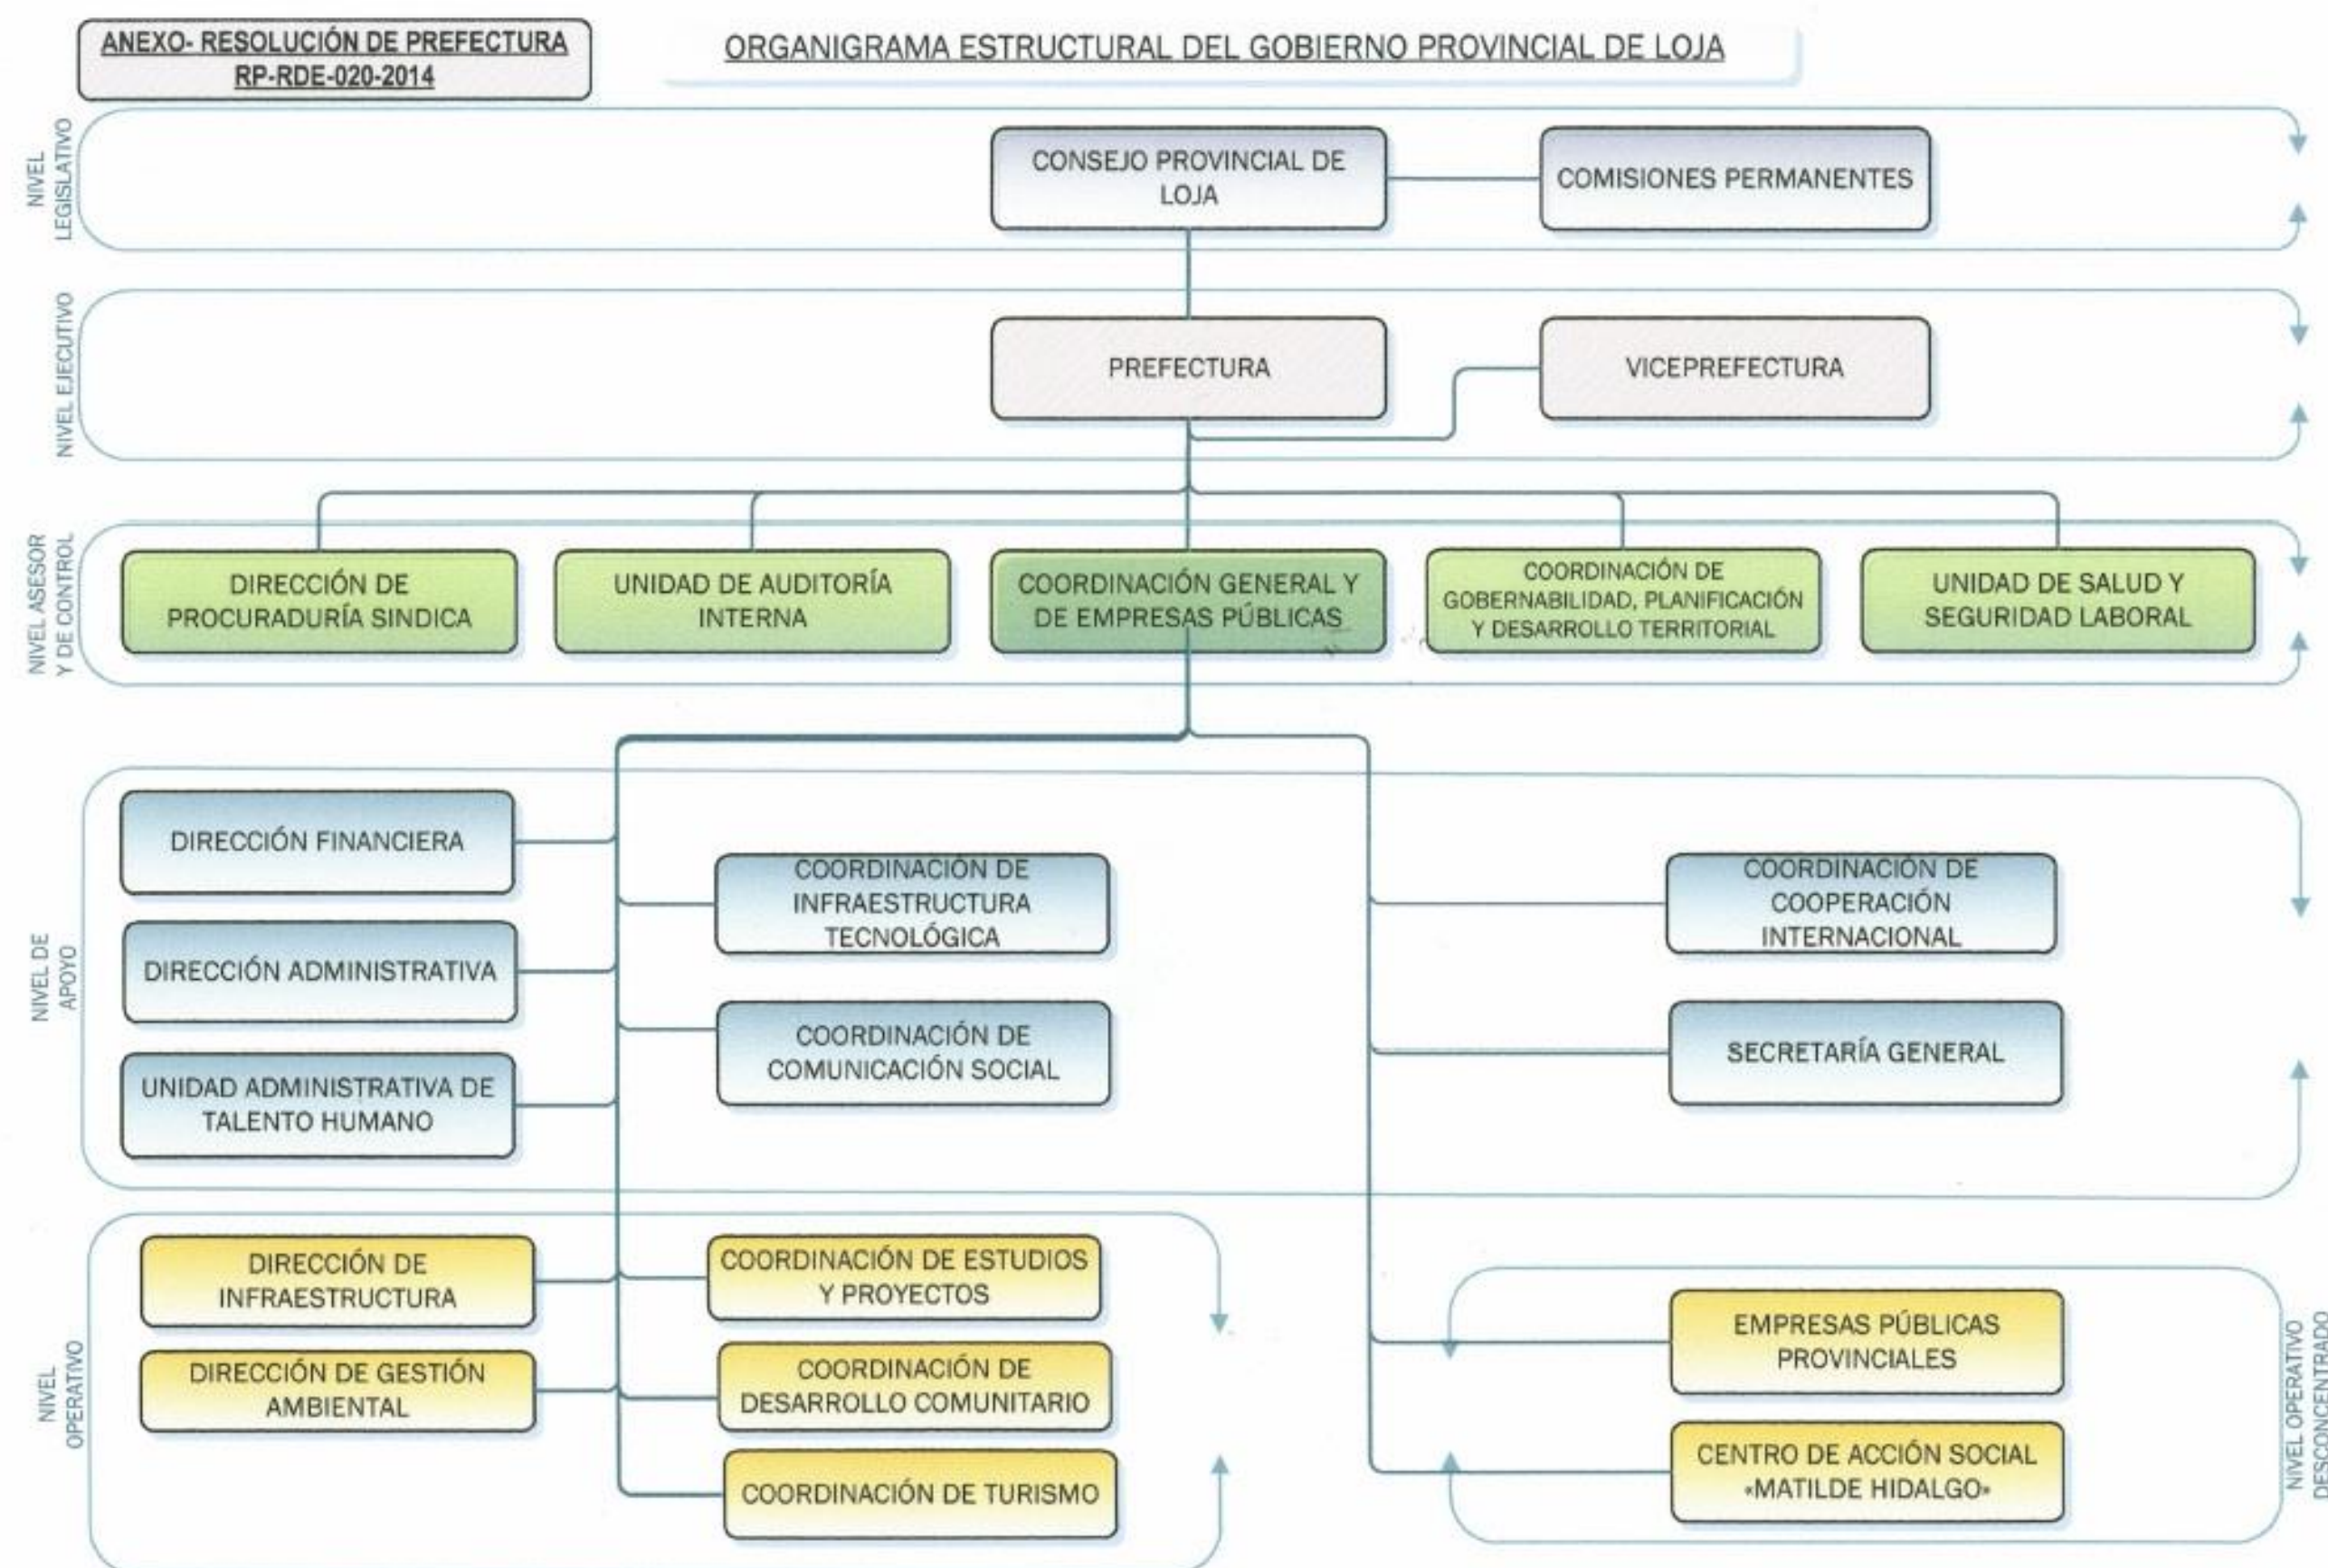 ANEXO- RESOLUCIÓN DE PREFECTURA
RP-RDE-020-2014
ORGANIGRAMA ESTRUCTURAL DEL GOBIERNO PROVINCIAL DE LOJA
NIVEL
LEGISLATIVO
CONSEJO PROVINCIAL DE
LOJA
COMISIONES PERMANENTES
NIVEL EJECUTIVO
PREFECTURA
VICEPREFECTURA
NIVEL ASESOR
Y DE CONTROL
DIRECCIÓN DE
PROCURADURÍA SINDICA
UNIDAD DE AUDITORÍA
INTERNA
COORDINACIÓN GENERAL Y
DE EMPRESAS PÚBLICAS
COORDINACIÓN DE
GOBERNABILIDAD, PLANIFICACIÓN
Y DESARROLLO TERRITORIAL
UNIDAD DE SALUD Y
SEGURIDAD LABORAL
NIVEL DE
APOYO
DIRECCIÓN FINANCIERA
DIRECCIÓN ADMINISTRATIVA
UNIDAD ADMINISTRATIVA DE
TALENTO HUMANO
COORDINACIÓN DE
INFRAESTRUCTURA
TECNOLÓGICA
COORDINACIÓN DE
COMUNICACIÓN SOCIAL
COORDINACIÓN DE
COOPERACIÓN
INTERNACIONAL
SECRETARÍA GENERAL
NIVEL
OPERATIVO
DIRECCIÓN DE
INFRAESTRUCTURA
DIRECCIÓN DE GESTIÓN
AMBIENTAL
COORDINACIÓN DE ESTUDIOS
Y PROYECTOS
COORDINACIÓN DE
DESARROLLO COMUNITARIO
COORDINACIÓN DE TURISMO
EMPRESAS PÚBLICAS
PROVINCIALES
CENTRO DE ACCIÓN SOCIAL
«MATILDE HIDALGO»
NIVEL OPERATIVO
DESCONCENTRADO